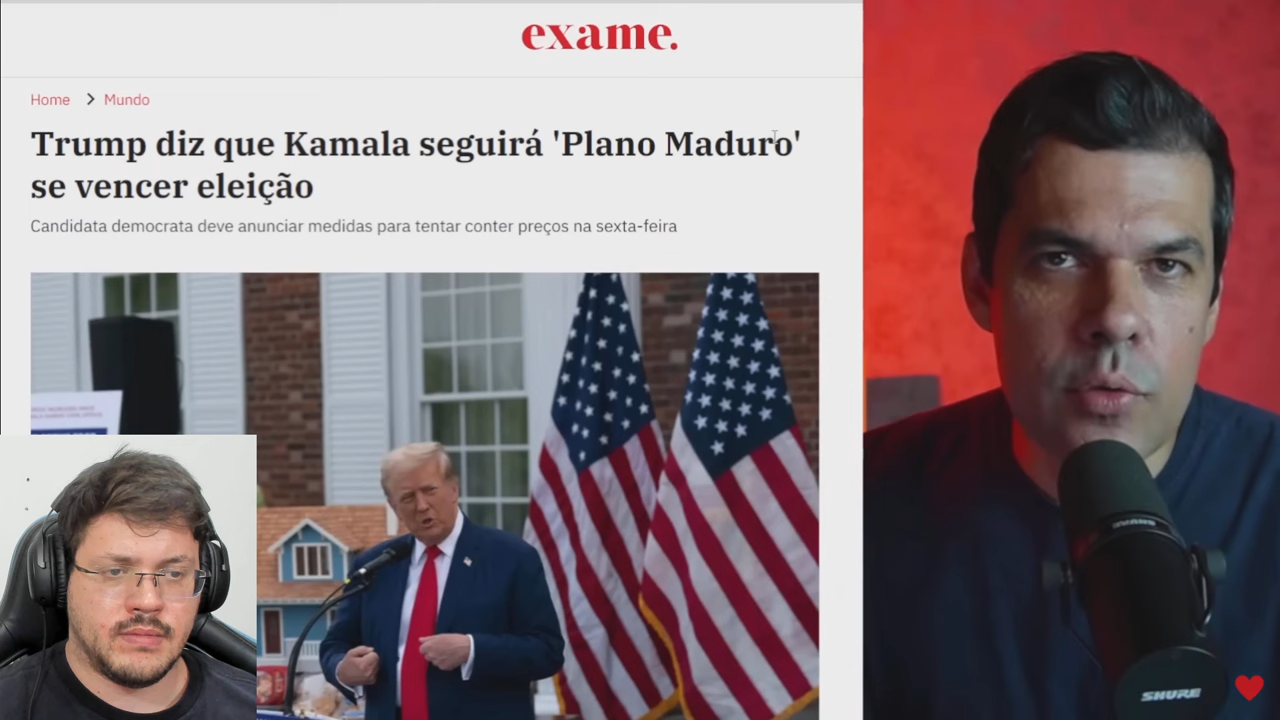 exame.
Home > Mundo
Trump diz que Kamala seguirá 'Plano Maduro'
se vencer eleição
Candidata democrata deve anunciar medidas para tentar conter preços na sexta-feira
SHURE